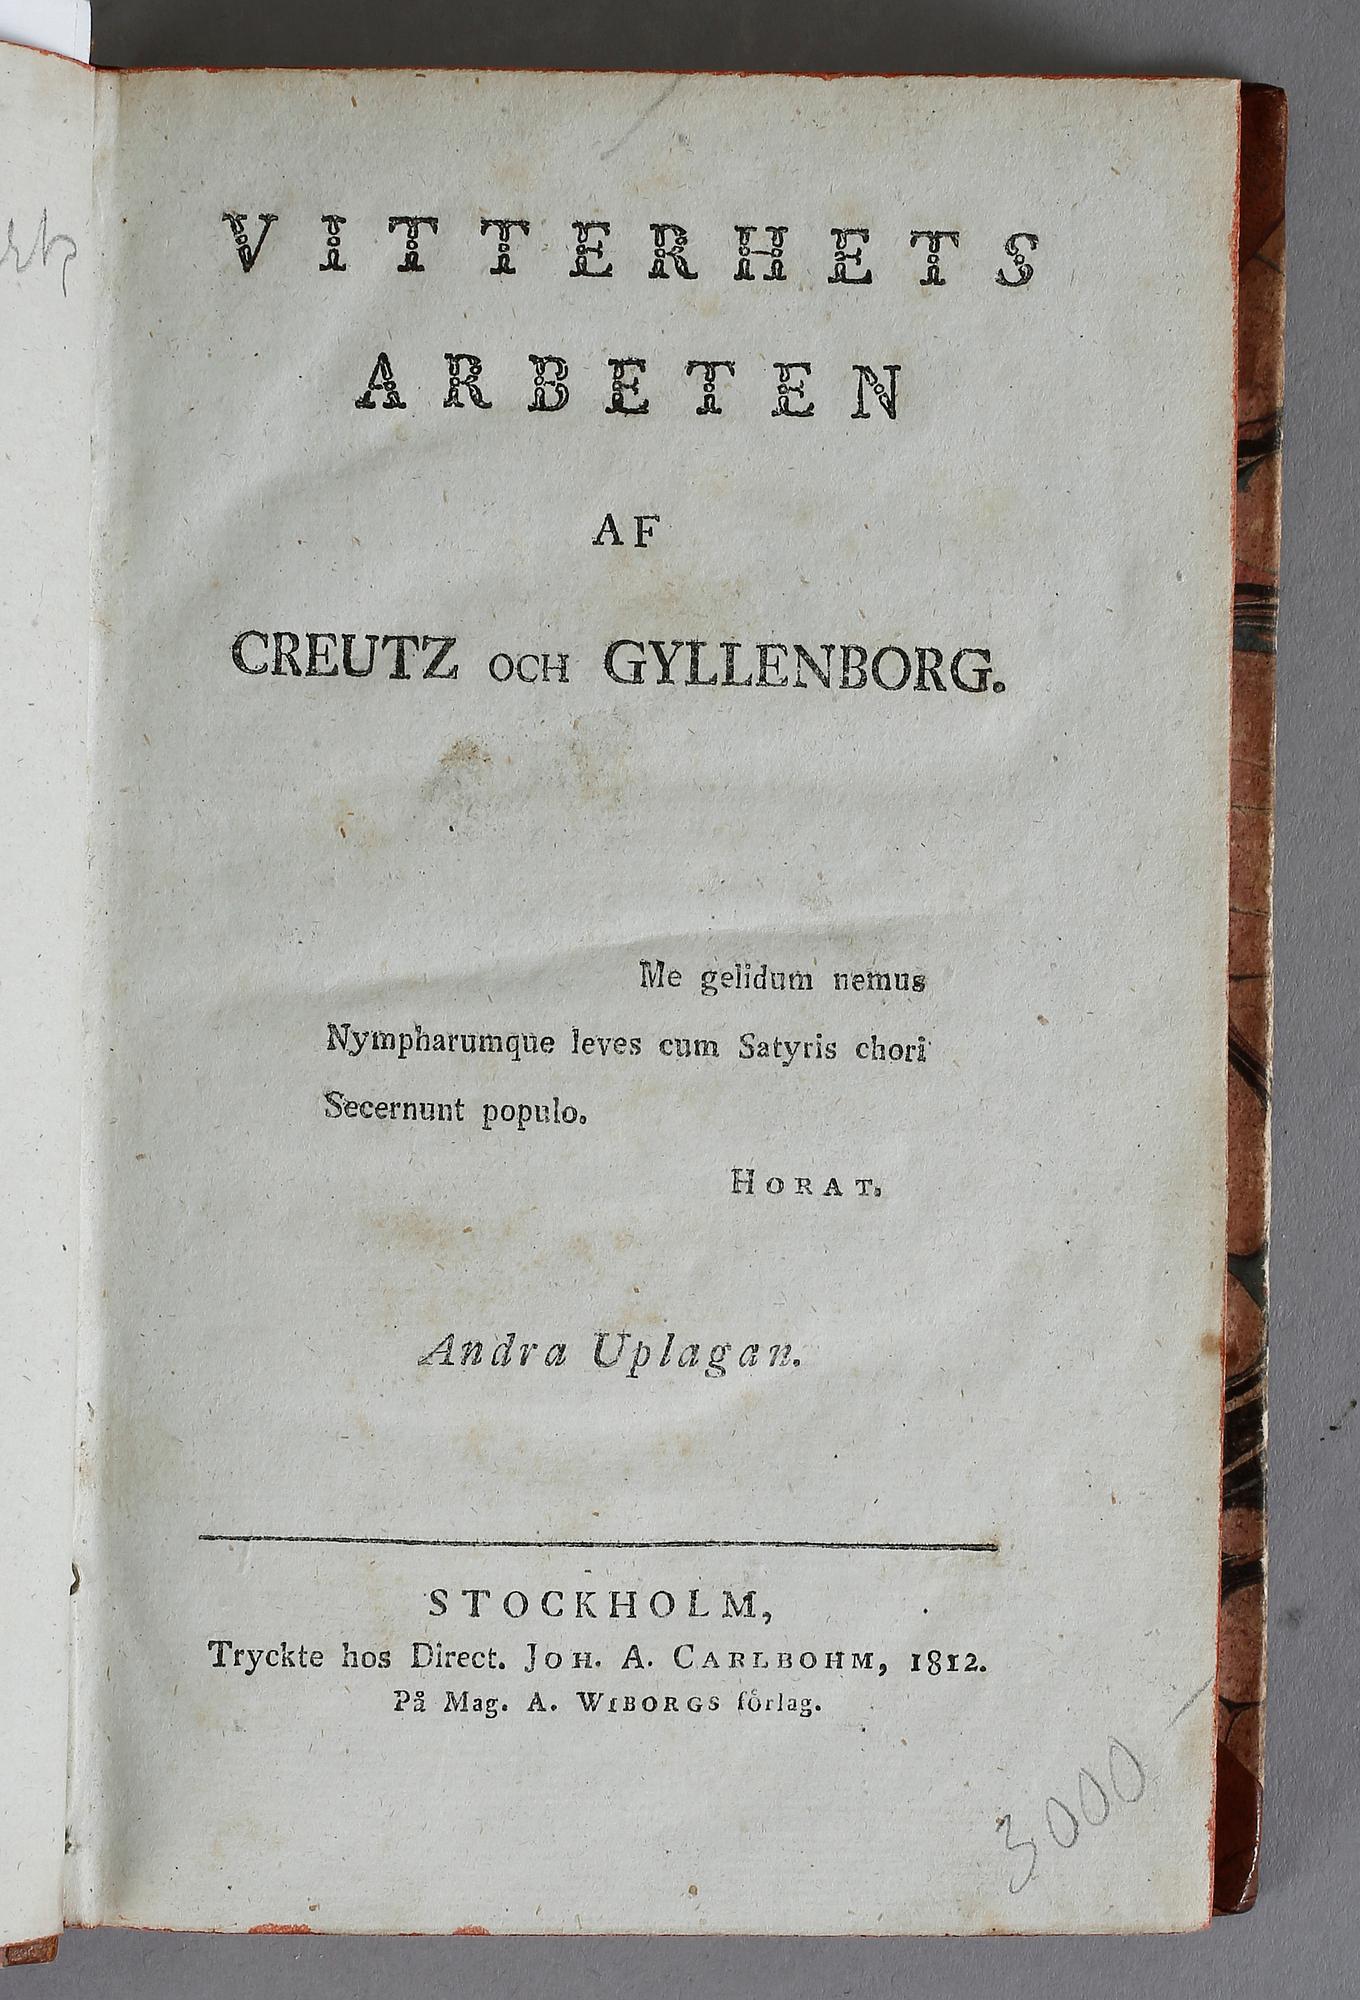 VITTERHETS
ARBETEN
AF
CREUTZ OCH GYLLENBORG.
Me gelidum nemus
Nympharumque leves cum Satyris chori
Secernunt populo.
HORAT.
Andra Uplagan.
STOCKHOLM,
Tryckte hos Direct. JOH. A. CARLBOHM, 1812.
På Mag. A. WIBORGS förlag.
3000 —